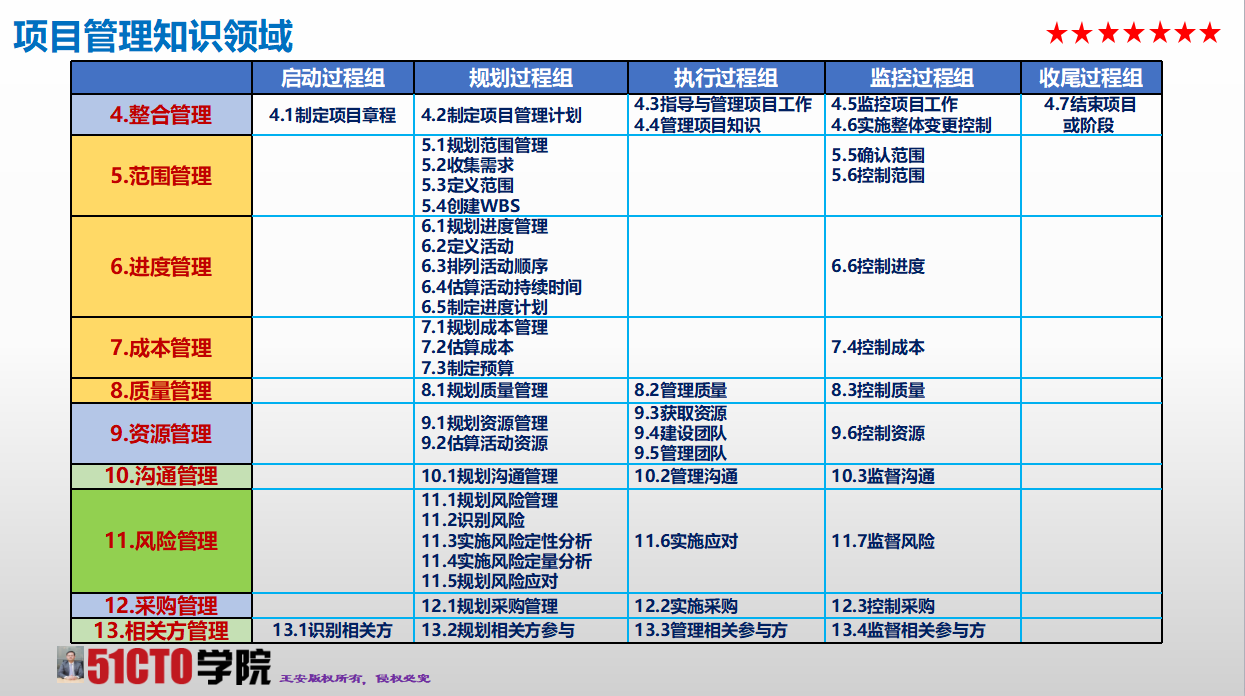 项目管理知识领域
启动过程组 规划过程组 执行过程组 监控过程组 收尾过程组
4.整合管理
4.1制定项目章程
4.2制定项目管理计划
4.3指导与管理项目工作
4.4管理项目知识
4.5监控项目工作
4.6实施整体变更控制
4.7结束项目
或阶段
5.范围管理
5.1规划范围管理
5.2收集需求
5.3定义范围
5.4创建WBS
5.5确认范围
5.6控制范围
6.进度管理
6.1规划进度管理
6.2定义活动
6.3排列活动顺序
6.4估算活动持续时间
6.5制定进度计划
6.6控制进度
7.成本管理
7.1规划成本管理
7.2估算成本
7.3制定预算
7.4控制成本
8.质量管理
8.1规划质量管理
8.2管理质量
8.3控制质量
9.资源管理
9.1规划资源管理
9.2估算活动资源
9.3获取资源
9.4建设团队
9.5管理团队
9.6控制资源
10.沟通管理
10.1规划沟通管理
10.2管理沟通
10.3监督沟通
11.风险管理
11.1规划风险管理
11.2识别风险
11.3实施风险定性分析
11.4实施风险定量分析
11.5规划风险应对
11.6实施应对
11.7监督风险
12.采购管理
12.1规划采购管理
12.2实施采购
12.3控制采购
13.相关方管理
13.1识别相关方
13.2规划相关方参与
13.3管理相关参与方
13.4监督相关参与方
51CTO学院
王安版权所有，侵权必究